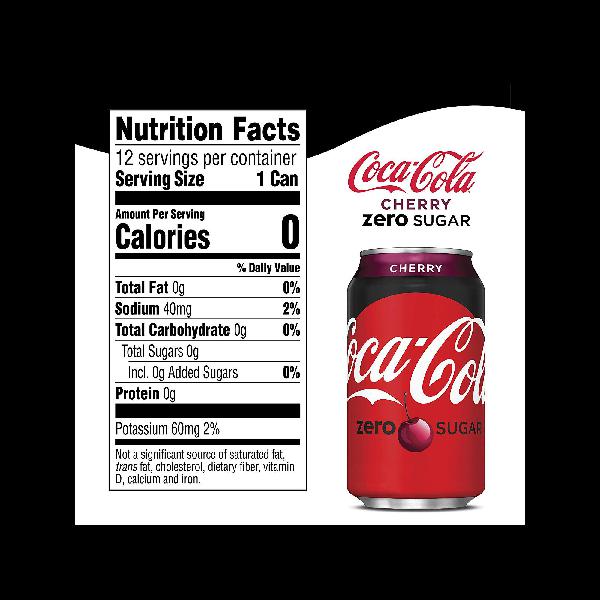 Nutrition Facts
12 servings per container
Serving Size 1 Can
Amount Per Serving
Calories 0
% Daily Value
Total Fat 0g 0%
Sodium 40mg 2%
Total Carbohydrate 0g 0%
Total Sugars 0g
Incl. 0g Added Sugars 0%
Protein 0g
Potassium 60mg 2%
Not a significant source of saturated fat,
trans fat, cholesterol, dietary fiber, vitamin
D, calcium and iron.
Coca-Cola
CHERRY
zero SUGAR
CHERRY
Coca-Cola
zero SUGAR